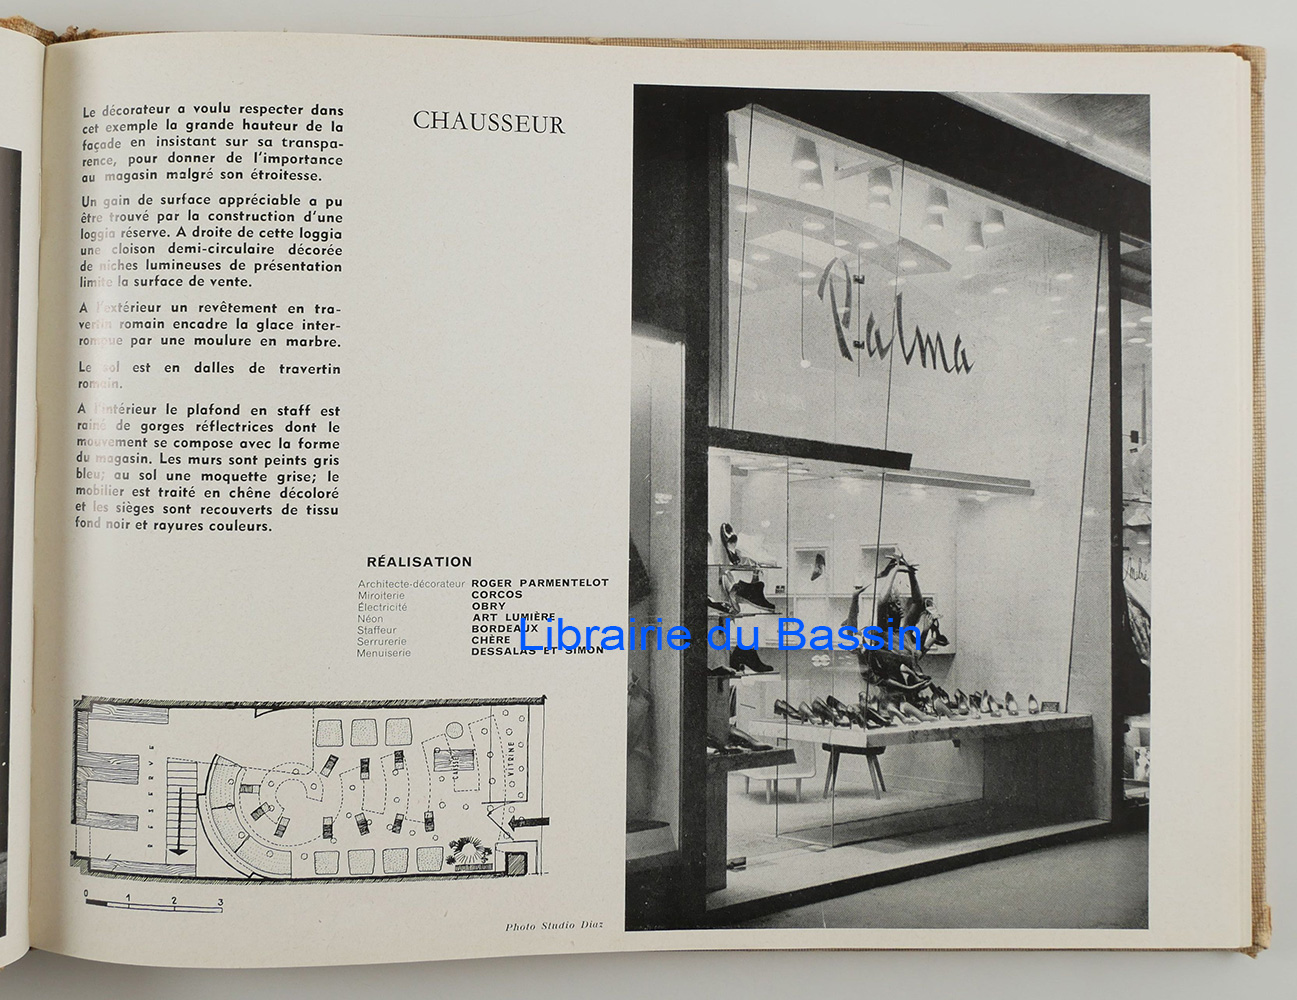 Le décorateur a voulu respecter dans
cet exemple la grande hauteur de la
façade en insistant sur sa transpa-
rence, pour donner de l'importance
au magasin malgré son étroitesse.
Un gain de surface appréciable a pu
être trouvé par la construction d'une
loggia réserve. A droite de cette loggia
une cloison demi-circulaire décorée
de niches lumineuses de présentation
limite la surface de vente.
A l'extérieur un revêtement en tra-
vertin romain encadre la glace inter-
rompue par une moulure en marbre.
Le sol est en dalles de travertin
romain.
A l'intérieur le plafond en staff est
rainé de gorges réflectrices dont le
mouvement se compose avec la forme
du magasin. Les murs sont peints gris
bleu; au sol une moquette grise; le
mobilier est traité en chêne décoloré
et les sièges sont recouverts de tissu
fond noir et rayures couleurs.
CHAUSSEUR
RÉALISATION
Architecte-décorateur ROGER PARMENTELOT
Miroiterie CORCOS
Électricité OBRY
Néon ART LUMIÈRE
Staffeur BORDEAUX
Serrurerie CHÈRE
Menuiserie DESSALAS ET SIMON
Librairie du Bassin
RÉSERVE
CAISSE
VITRINE
0 1 2 3
Photo Studio Diaz
Rialma
André